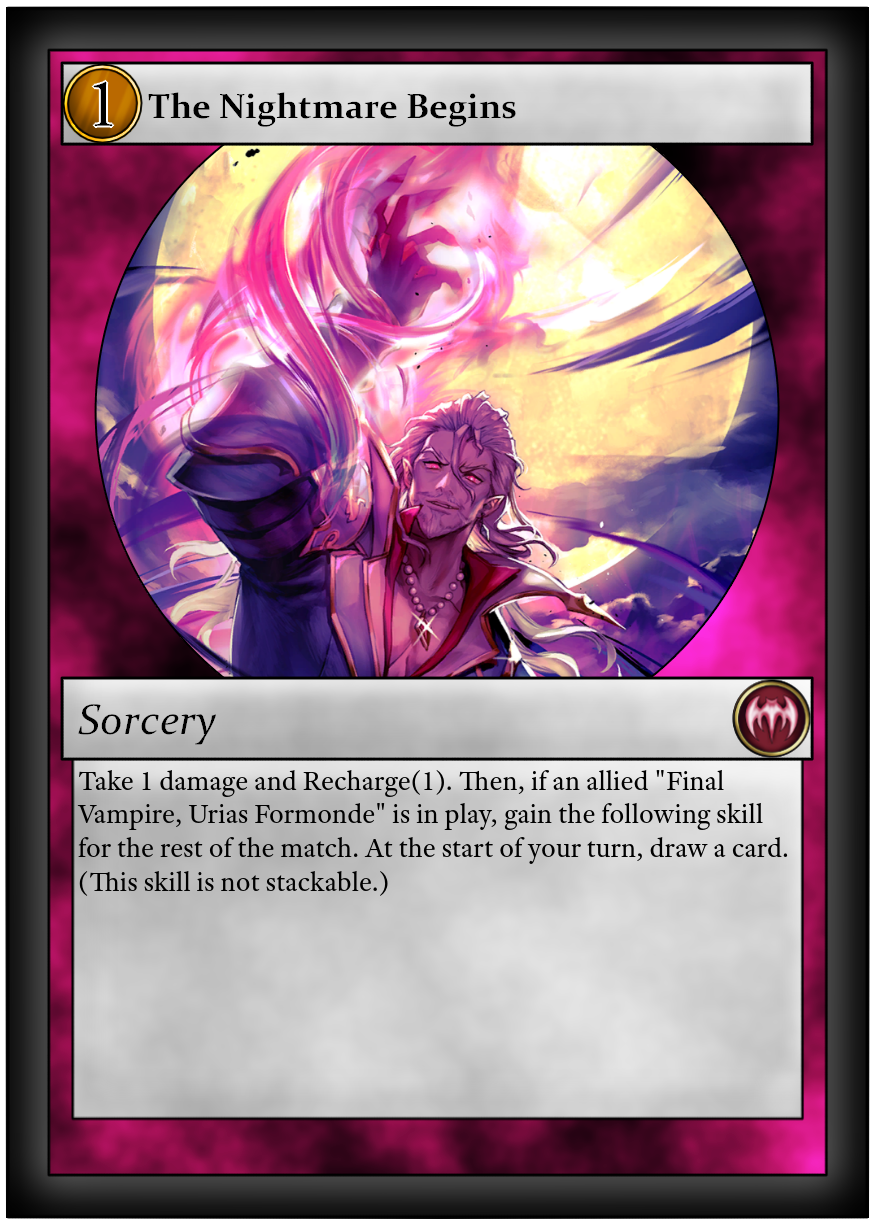 1
The Nightmare Begins
Sorcery
Take 1 damage and Recharge(1). Then, if an allied "Final
Vampire, Urias Formonde" is in play, gain the following skill
for the rest of the match. At the start of your turn, draw a card.
(This skill is not stackable.)